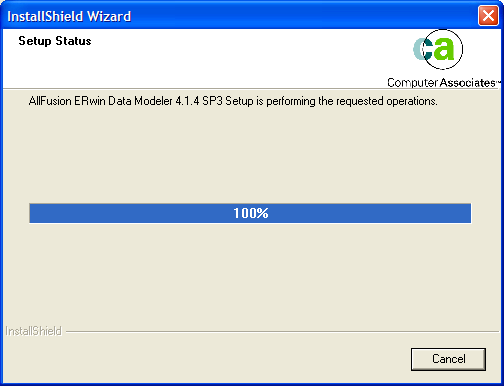 InstallShield Wizard
Setup Status
ca
Computer Associates™
AllFusion ERwin Data Modeler 4.1.4 SP3 Setup is performing the requested operations.
100%
InstallShield
Cancel